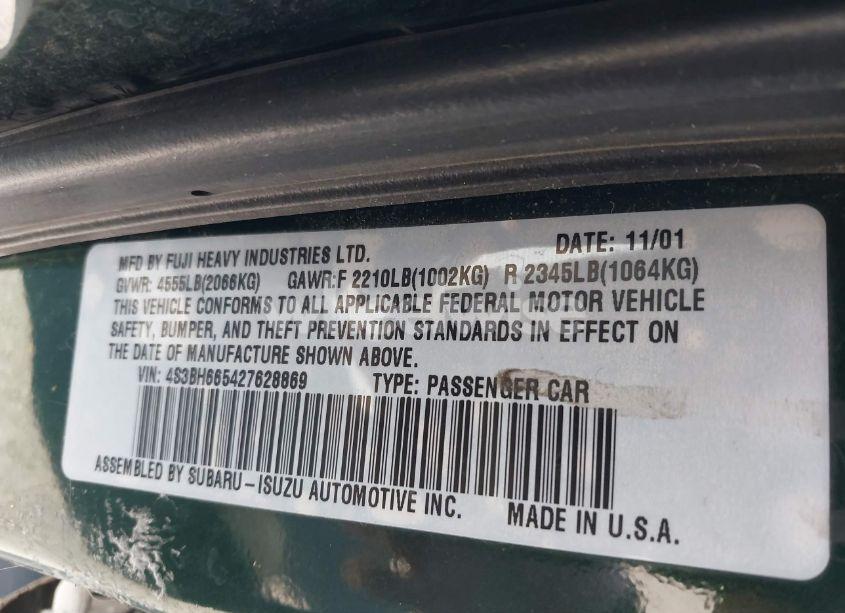 MFD BY FUJI HEAVY INDUSTRIES LTD. DATE: 11/01
GVWR: 4555LB(2066KG) GAWR:F 2210LB(1002KG) R 2345LB(1064KG)
THIS VEHICLE CONFORMS TO ALL APPLICABLE FEDERAL MOTOR VEHICLE
SAFETY, BUMPER, AND THEFT PREVENTION STANDARDS IN EFFECT ON
THE DATE OF MANUFACTURE SHOWN ABOVE.
VIN: 4S3BH665427628869 TYPE: PASSENGER CAR
ASSEMBLED BY SUBARU-ISUZU AUTOMOTIVE INC. MADE IN U.S.A.